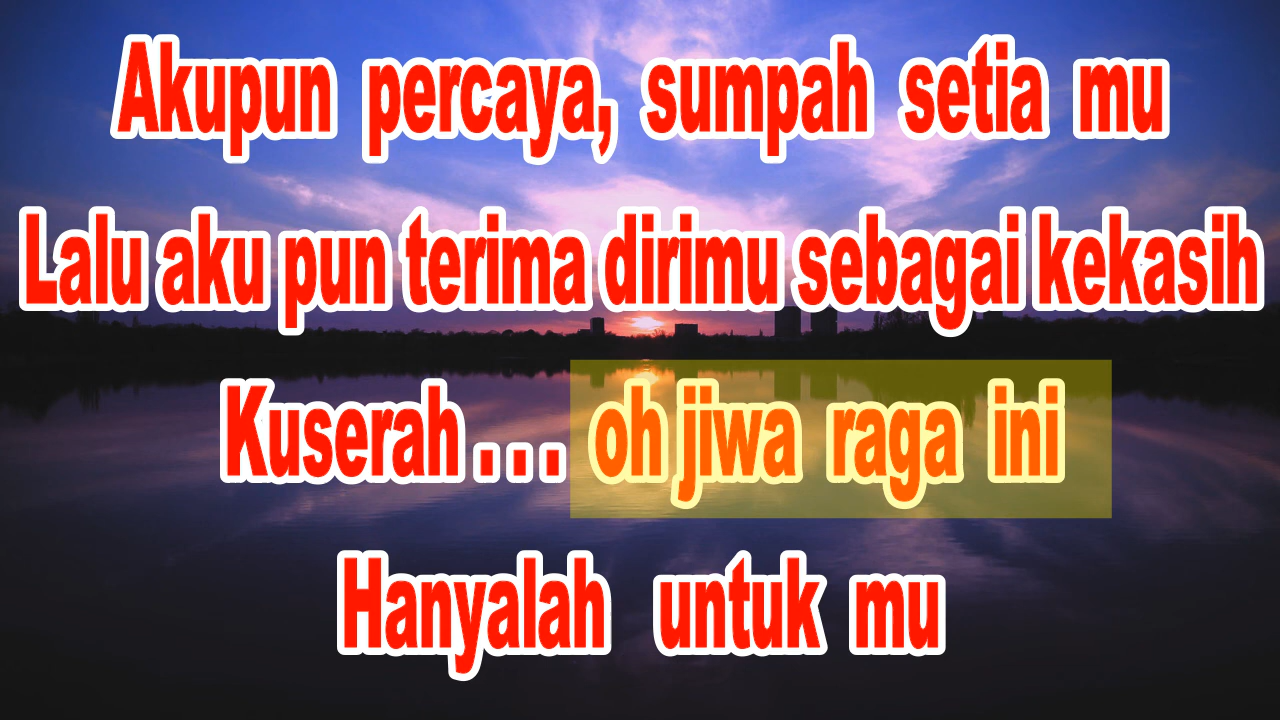 Akupun percaya, sumpah setia mu
Lalu aku pun terima dirimu sebagai kekasih
Kuserah . . . oh jiwa raga ini
Hanyalah untuk mu